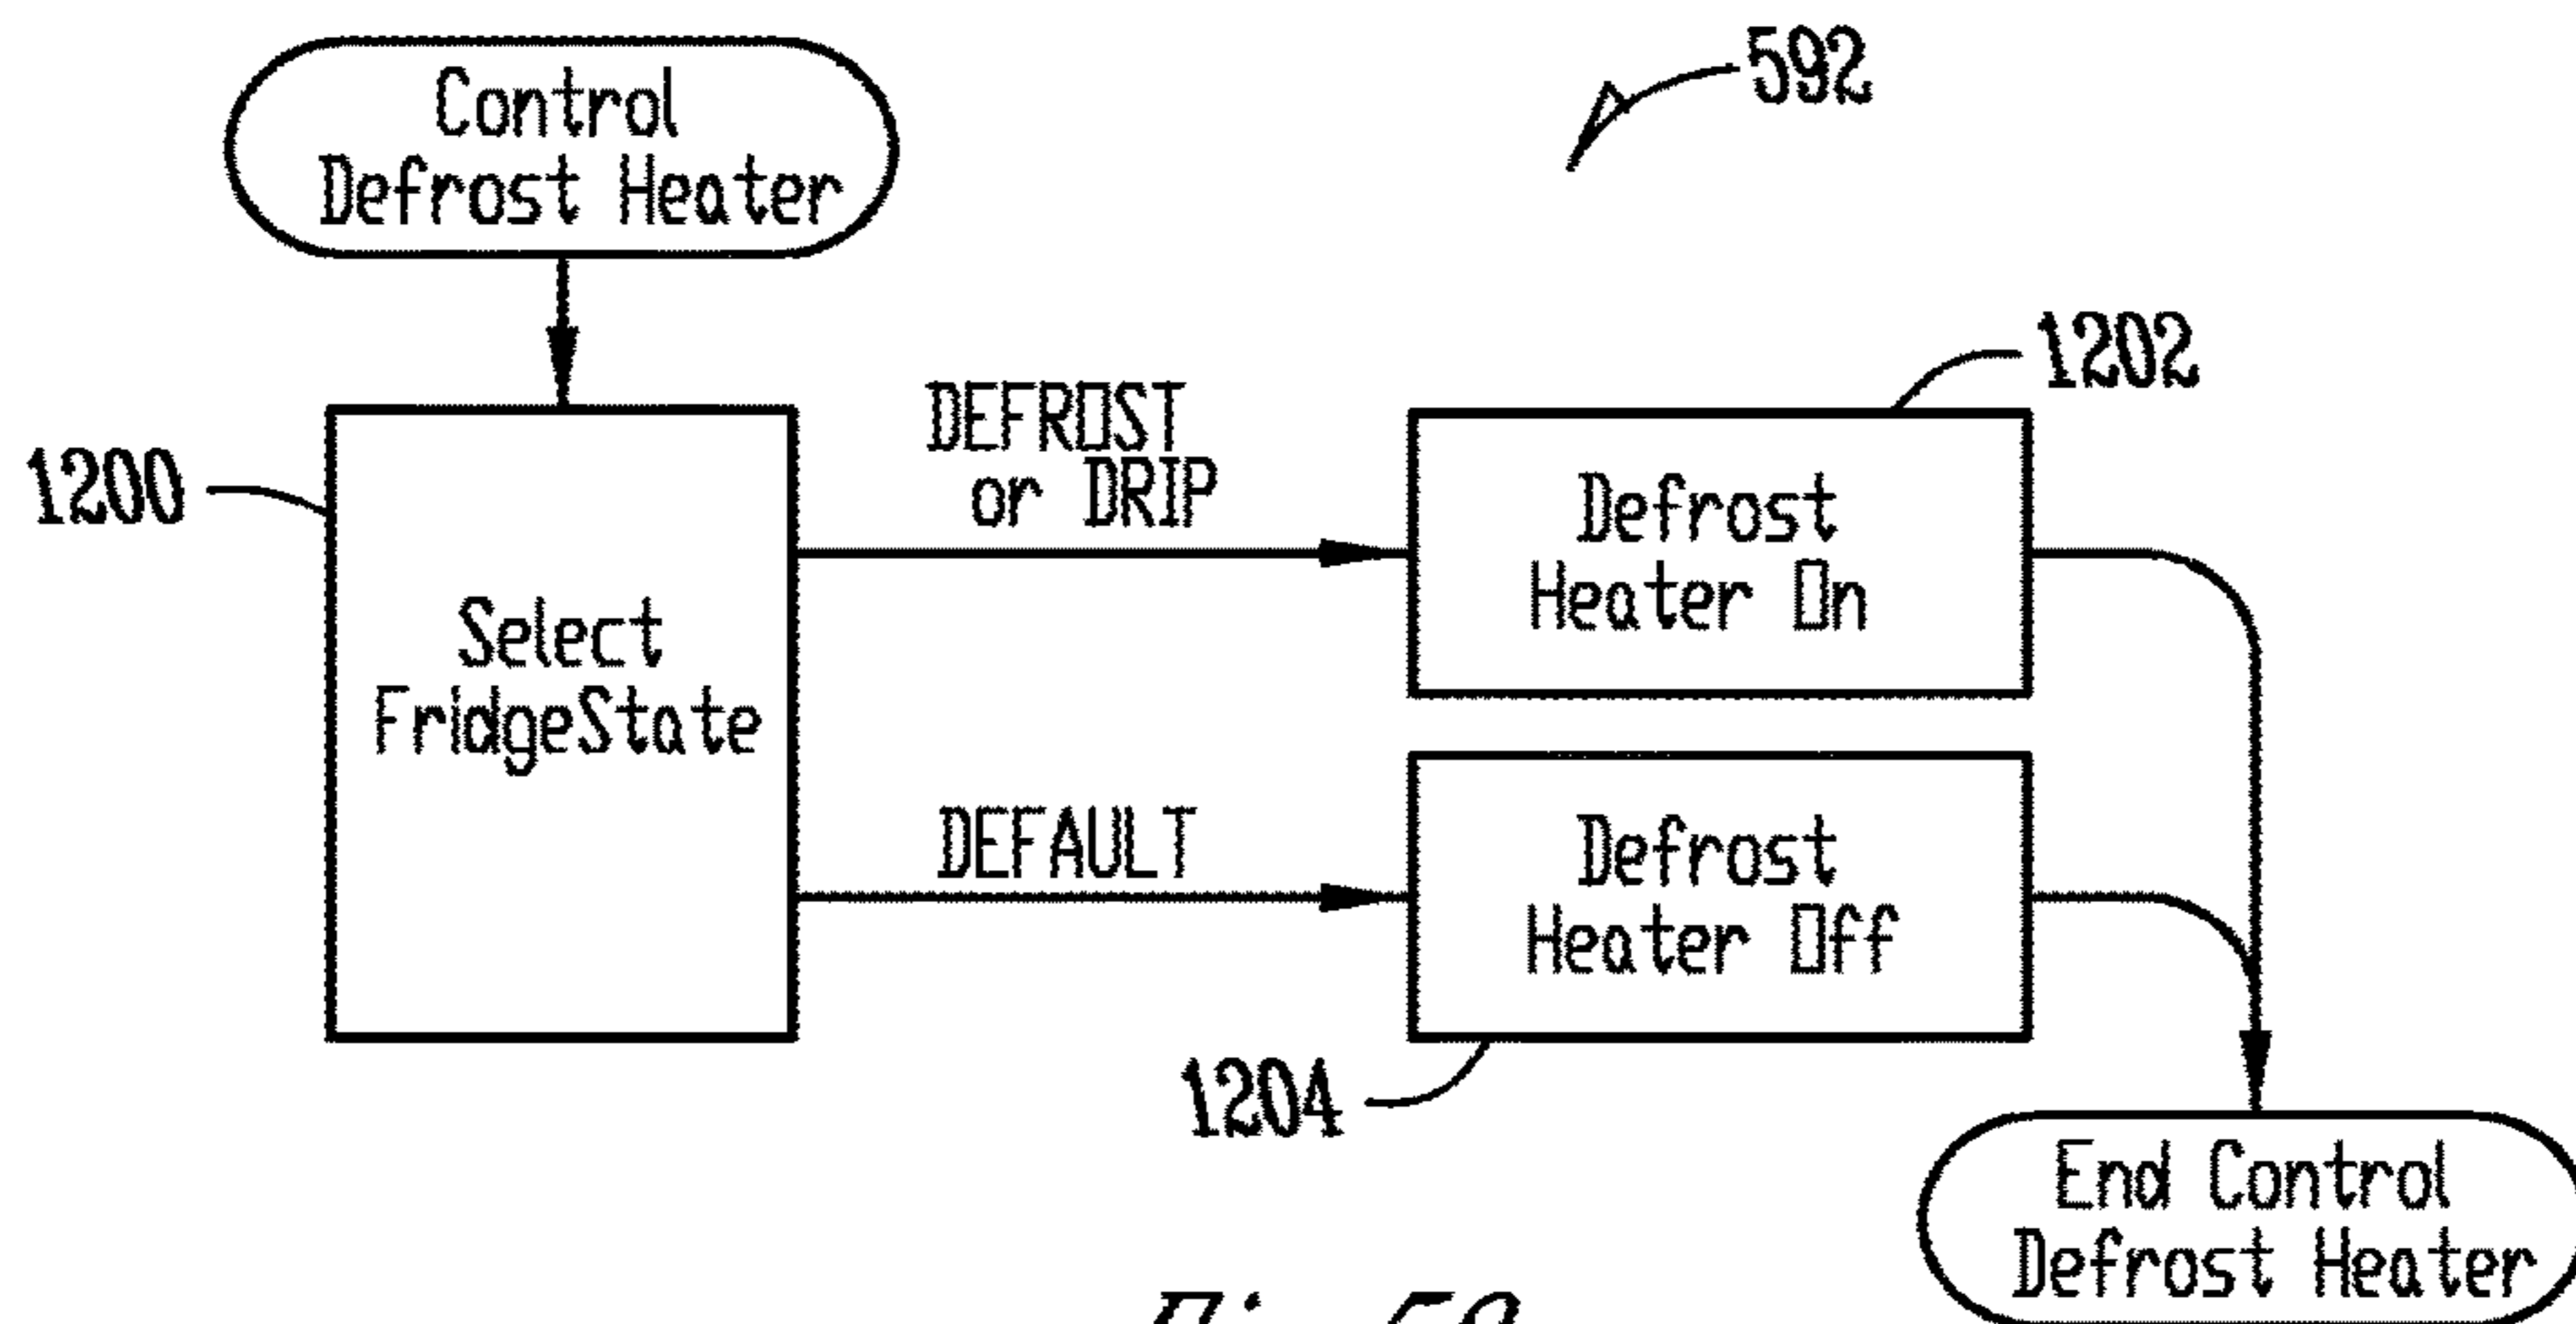 Control
Defrost Heater
592
1200
Select
FridgeState
DEFROST
or DRIP
DEFAULT
1202
Defrost
Heater On
Defrost
Heater Off
1204
End Control
Defrost Heater